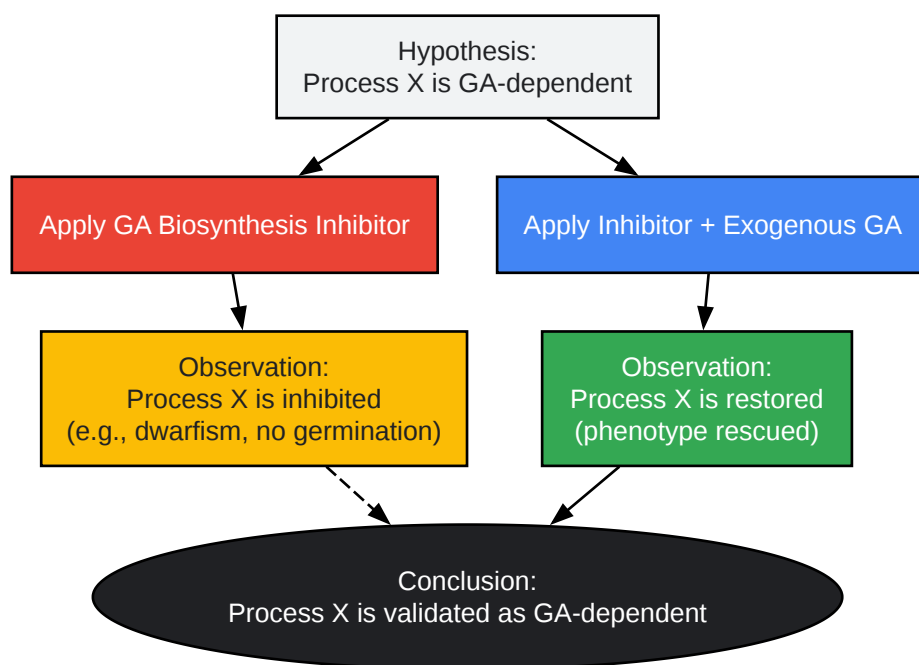 Hypothesis:
Process X is GA-dependent
Apply GA Biosynthesis Inhibitor
Apply Inhibitor + Exogenous GA
Observation:
Process X is inhibited
(e.g., dwarfism, no germination)
Observation:
Process X is restored
(phenotype rescued)
Conclusion:
Process X is validated as GA-dependent